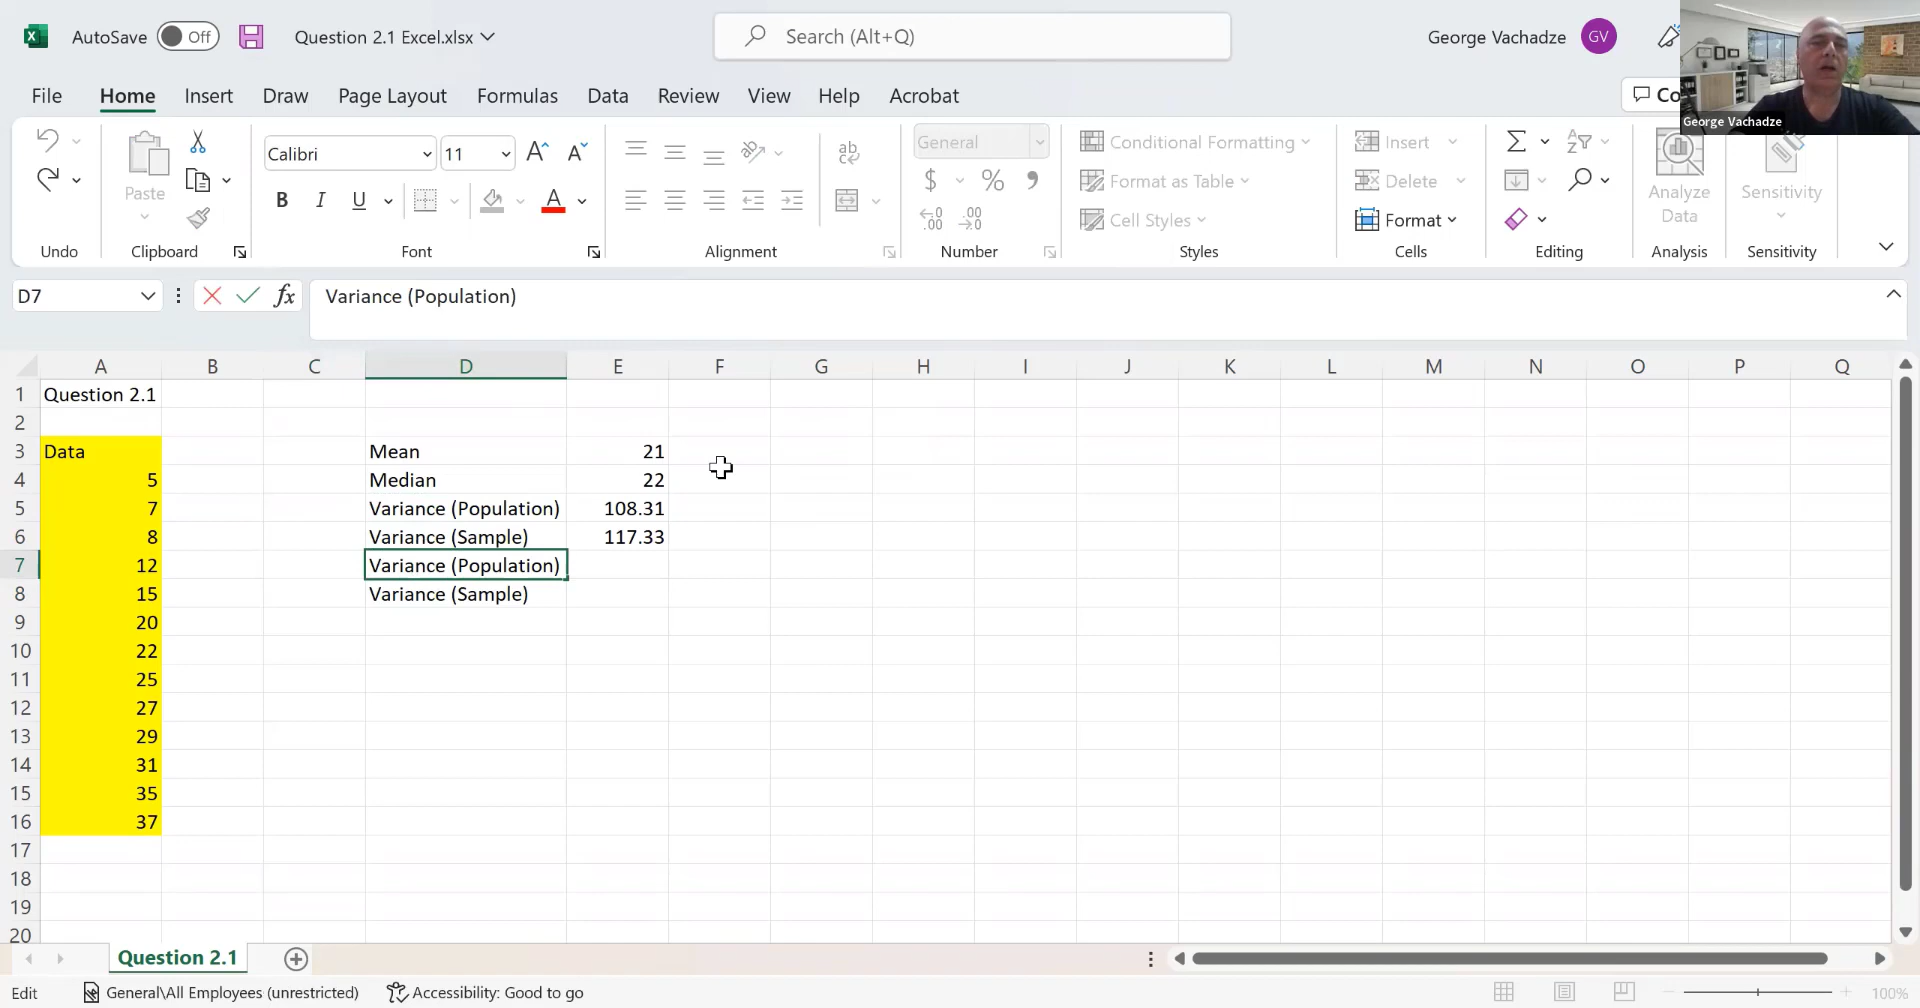 AutoSave Off Question 2.1 Excel.xlsx Search (Alt+Q) George Vachadze GV
File Home Insert Draw Page Layout Formulas Data Review View Help Acrobat Co
George Vachadze
Paste Calibri 11 B I U ab General $ % 9 .00 Conditional Formatting Format as Table Cell Styles Insert Delete Format Analyze Data Sensitivity
Undo Clipboard Font Alignment Number Styles Cells Editing Analysis Sensitivity
D7 fx Variance (Population)
A B C D E F G H I J K L M N O P Q
1 Question 2.1
2
3 Data Mean 21
4 5 Median 22
5 7 Variance (Population) 108.31
6 8 Variance (Sample) 117.33
7 12 Variance (Population)
8 15 Variance (Sample)
9 20
10 22
11 25
12 27
13 29
14 31
15 35
16 37
17
18
19
20
Question 2.1
Edit General\All Employees (unrestricted) Accessibility: Good to go 100%